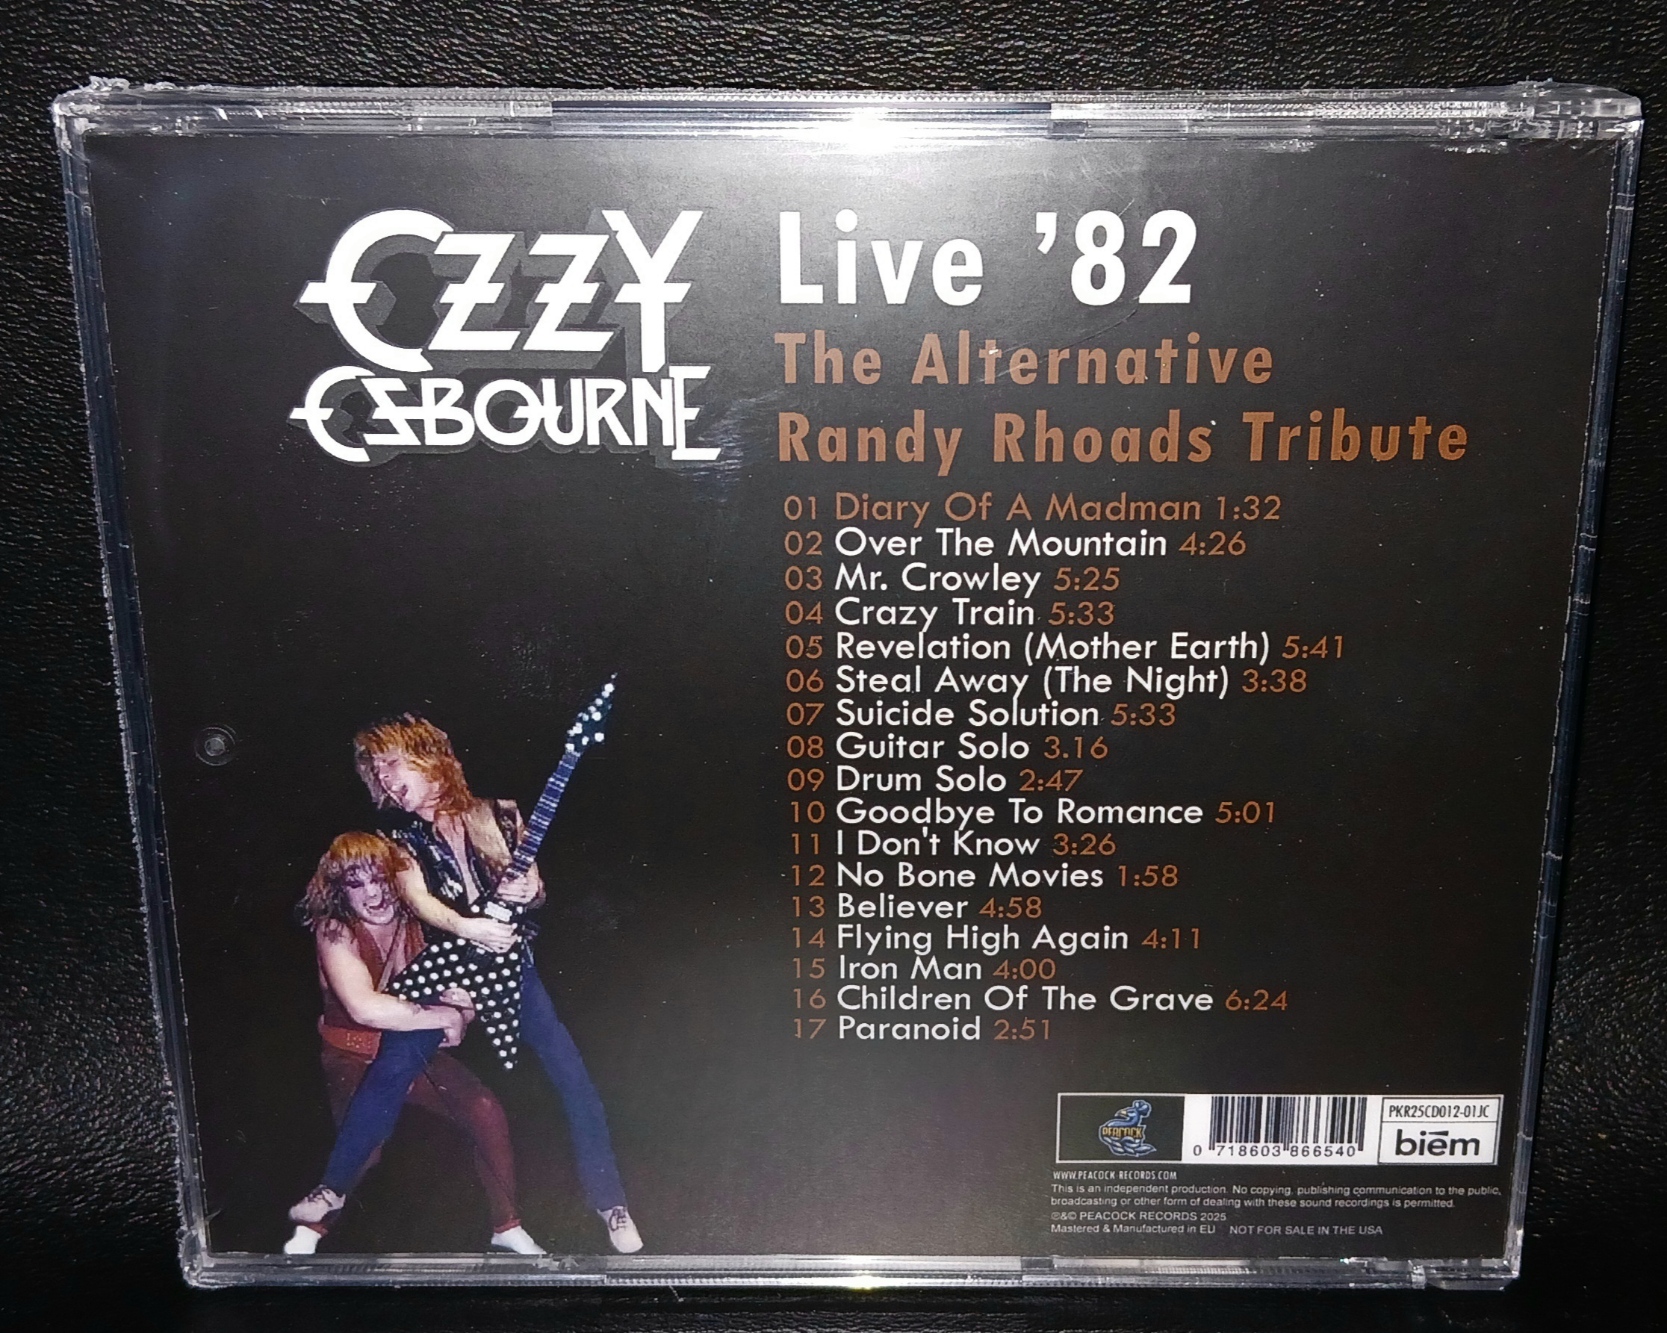 OZZY
OSBOURNE
Live '82
The Alternative
Randy Rhoads Tribute
01 Diary Of A Madman 1:32
02 Over The Mountain 4:26
03 Mr. Crowley 5:25
04 Crazy Train 5:33
05 Revelation (Mother Earth) 5:41
06 Steal Away (The Night) 3:38
07 Suicide Solution 5:33
08 Guitar Solo 3.16
09 Drum Solo 2:47
10 Goodbye To Romance 5:01
11 I Don't Know 3:26
12 No Bone Movies 1:58
13 Believer 4:58
14 Flying High Again 4:11
15 Iron Man 4:00
16 Children Of The Grave 6:24
17 Paranoid 2:51
PEACOCK
0 718603 866540
PKR25CD012-01JC
biēm
WWW.PEACOCK-RECORDS.COM
This is an independent production. No copying, publishing communication to the public,
broadcasting or other form of dealing with these sound recordings is permitted.
℗&© PEACOCK RECORDS 2025
Mastered & Manufactured in EU NOT FOR SALE IN THE USA